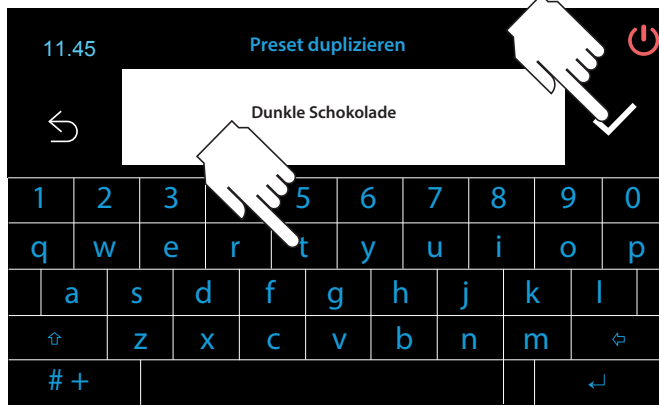 11.45 Preset duplizieren
Dunkle Schokolade
1 2 3 5 6 7 8 9 0
q w e r t y u i o p
a s d f g h j k l
z x c v b n m
# +